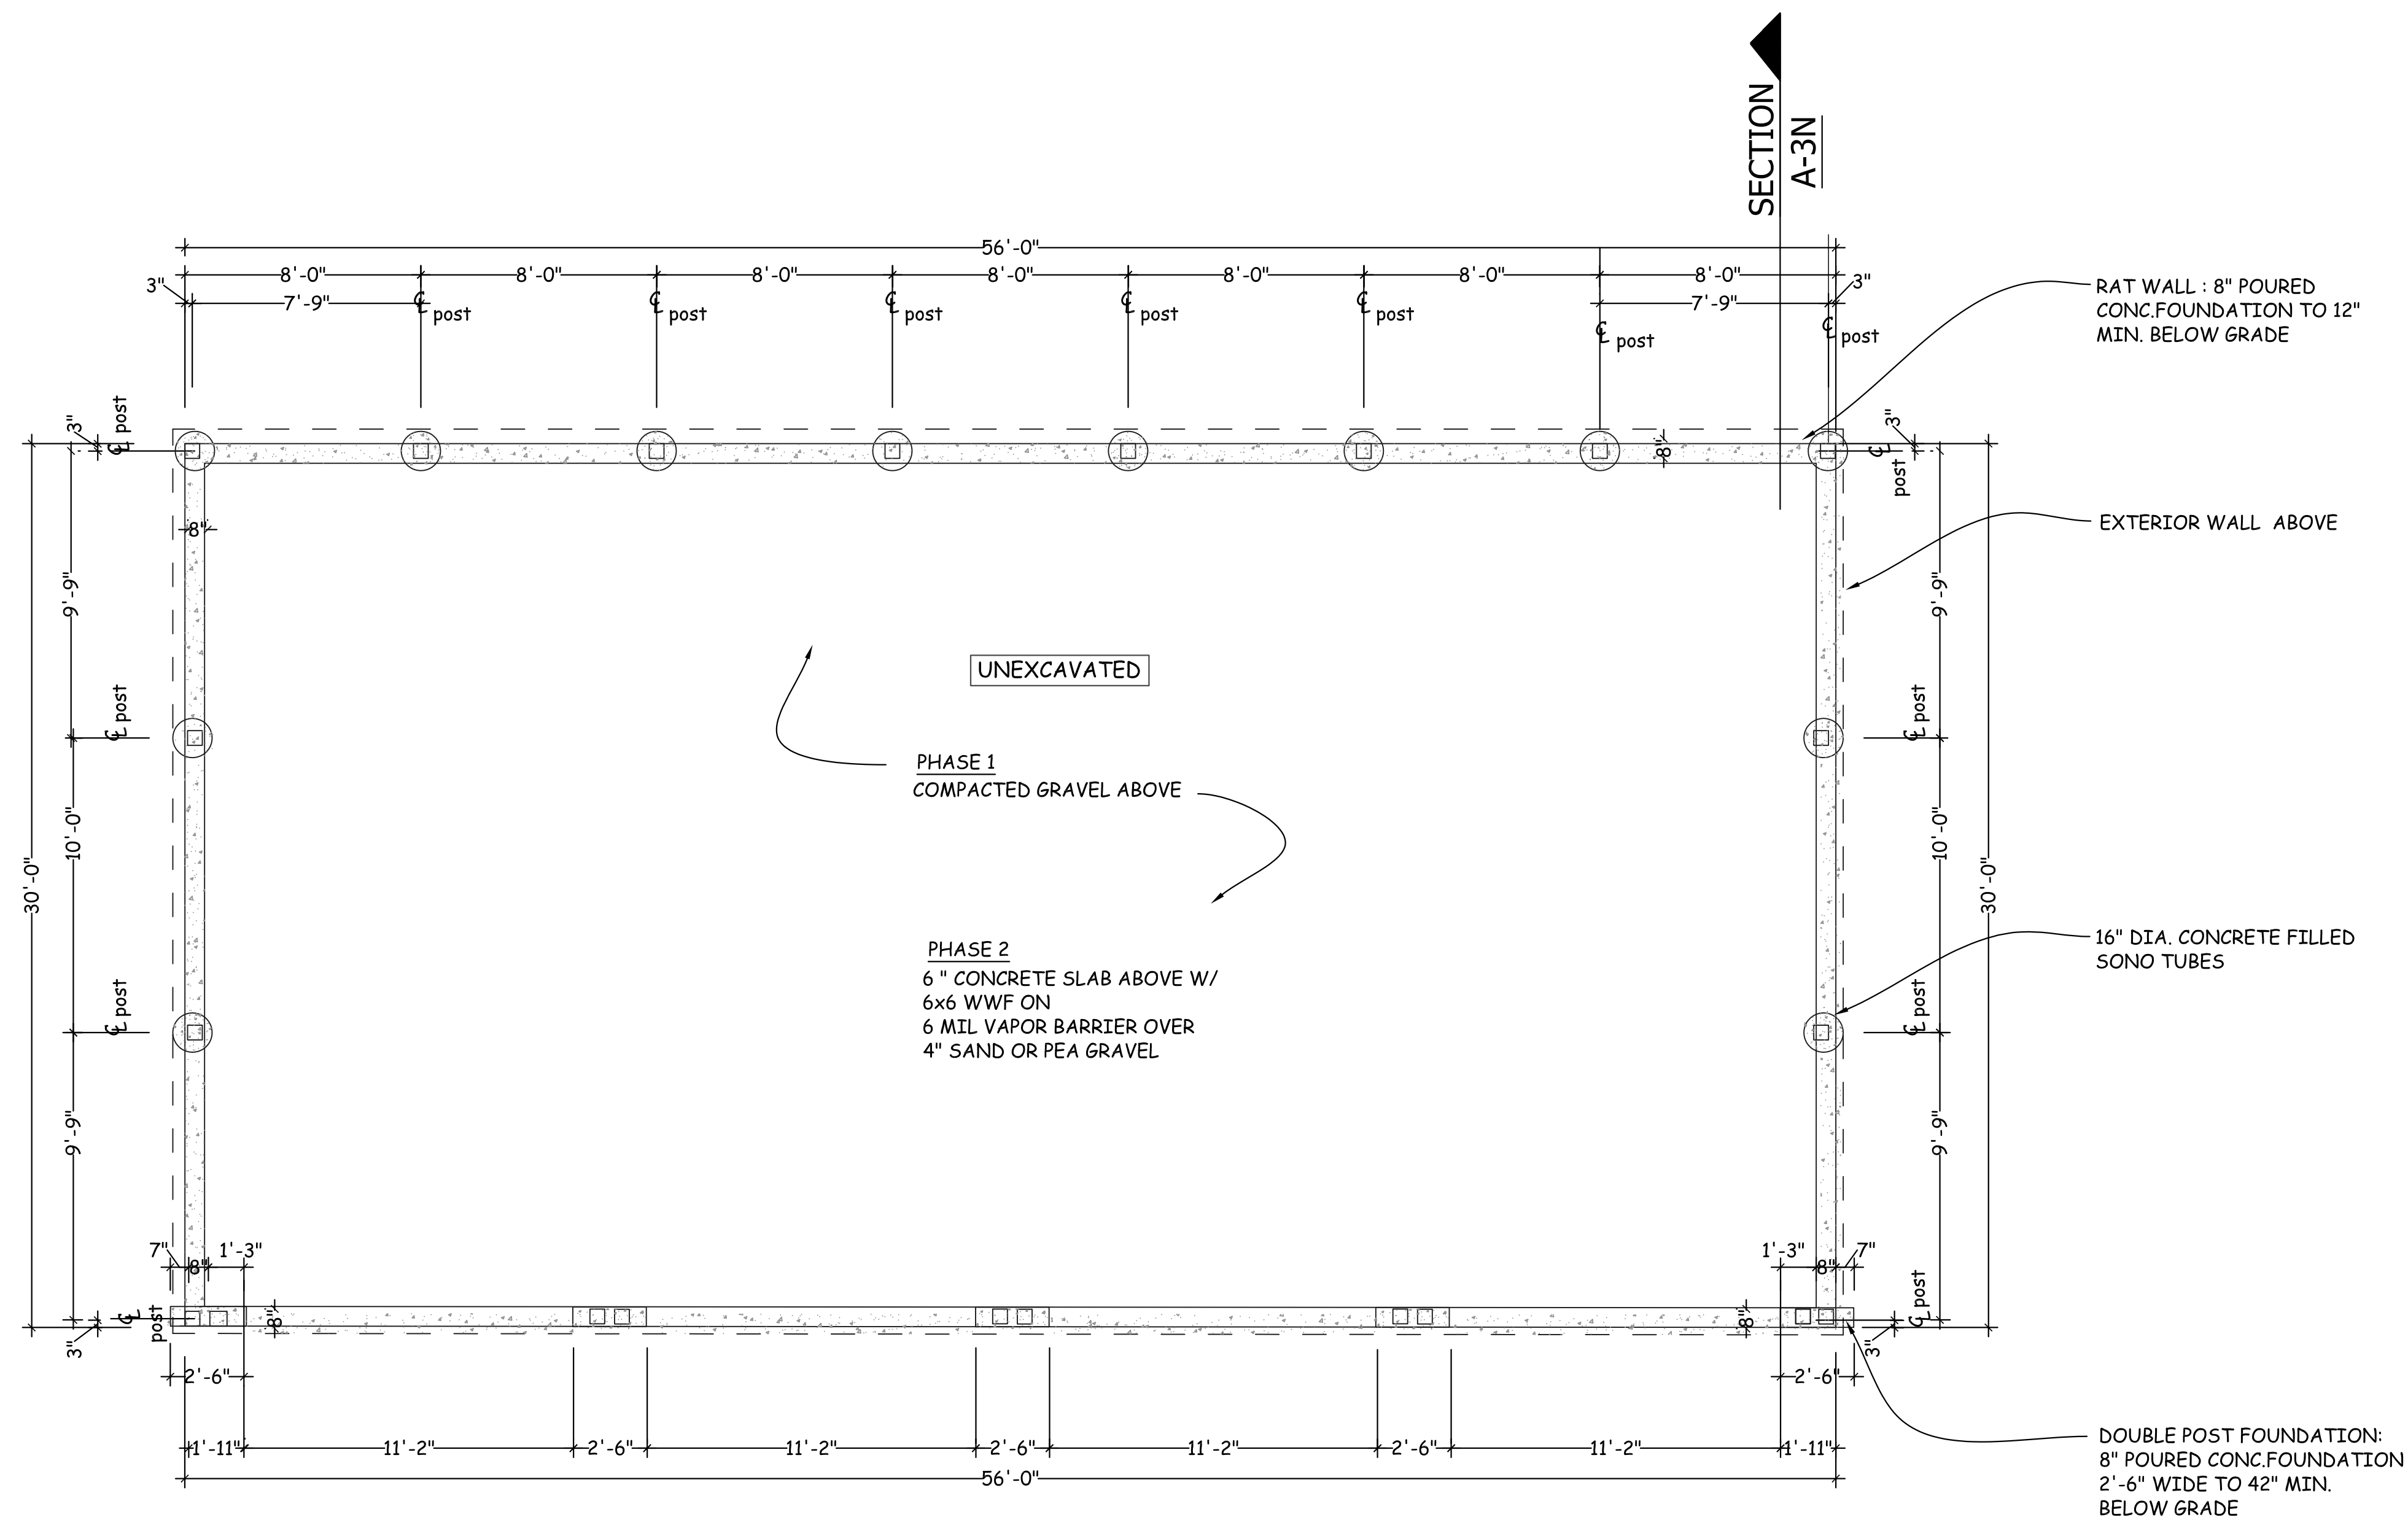 SECTION
A-3N
56'-0"
8'-0"
8'-0"
8'-0"
8'-0"
8'-0"
8'-0"
8'-0"
3"
7'-9"
7'-9"
3"
℄ post
℄ post
℄ post
℄ post
℄ post
℄ post
℄ post
RAT WALL : 8" POURED
CONC.FOUNDATION TO 12"
MIN. BELOW GRADE
3"
℄ post
8"
3"
℄ post
8"
EXTERIOR WALL  ABOVE
9'-9"
9'-9"
UNEXCAVATED
℄ post
℄ post
PHASE 1
COMPACTED GRAVEL ABOVE
10'-0"
10'-0"
30'-0"
30'-0"
PHASE 2
6 " CONCRETE SLAB ABOVE W/
6x6 WWF ON
6 MIL VAPOR BARRIER OVER
4" SAND OR PEA GRAVEL
16" DIA. CONCRETE FILLED
SONO TUBES
℄ post
℄ post
9'-9"
9'-9"
7"
8"
1'-3"
1'-3"
8"
7"
℄ post
3"
8"
8"
℄ post
3"
2'-6"
2'-6"
1'-11"
11'-2"
2'-6"
11'-2"
2'-6"
11'-2"
2'-6"
11'-2"
1'-11"
56'-0"
DOUBLE POST FOUNDATION:
8" POURED CONC.FOUNDATION
2'-6" WIDE TO 42" MIN.
BELOW GRADE